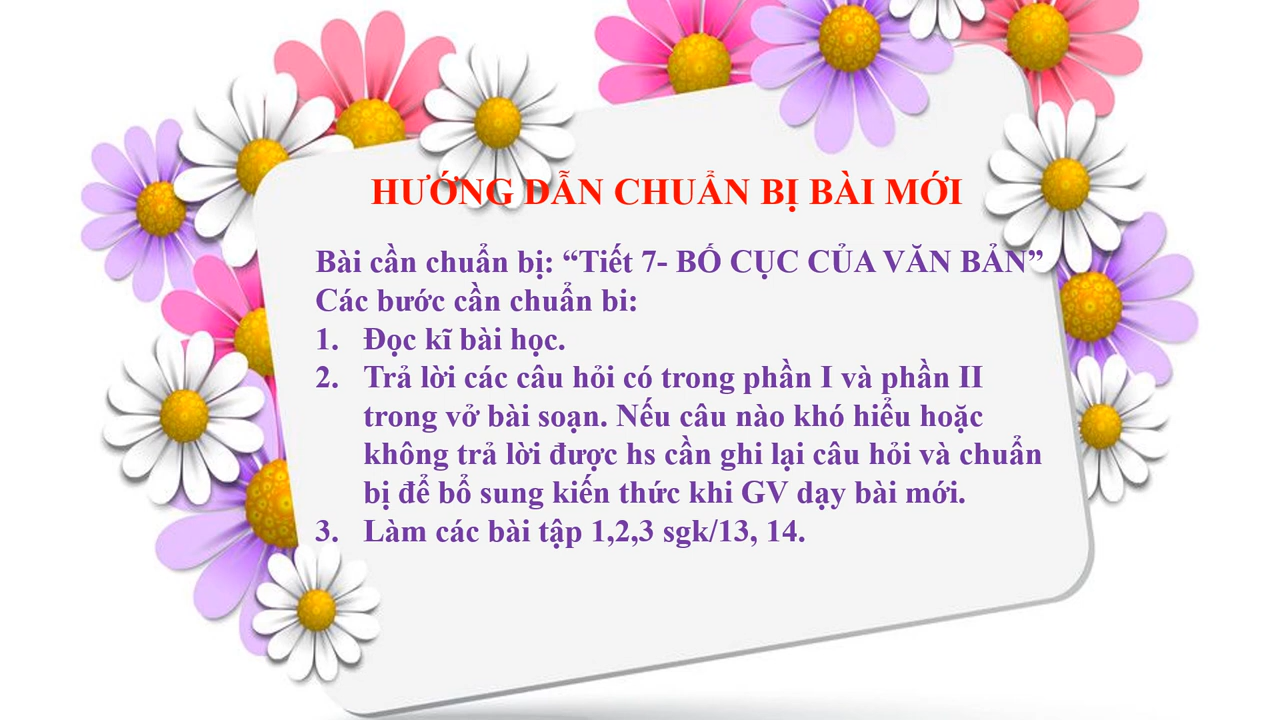 HƯỚNG DẪN CHUẨN BỊ BÀI MỚI
Bài cần chuẩn bị: “Tiết 7- BỐ CỤC CỦA VĂN BẢN”
Các bước cần chuẩn bi:
1. Đọc kĩ bài học.
2. Trả lời các câu hỏi có trong phần I và phần II
trong vở bài soạn. Nếu câu nào khó hiểu hoặc
không trả lời được hs cần ghi lại câu hỏi và chuẩn
bị để bổ sung kiến thức khi GV dạy bài mới.
3. Làm các bài tập 1,2,3 sgk/13, 14.